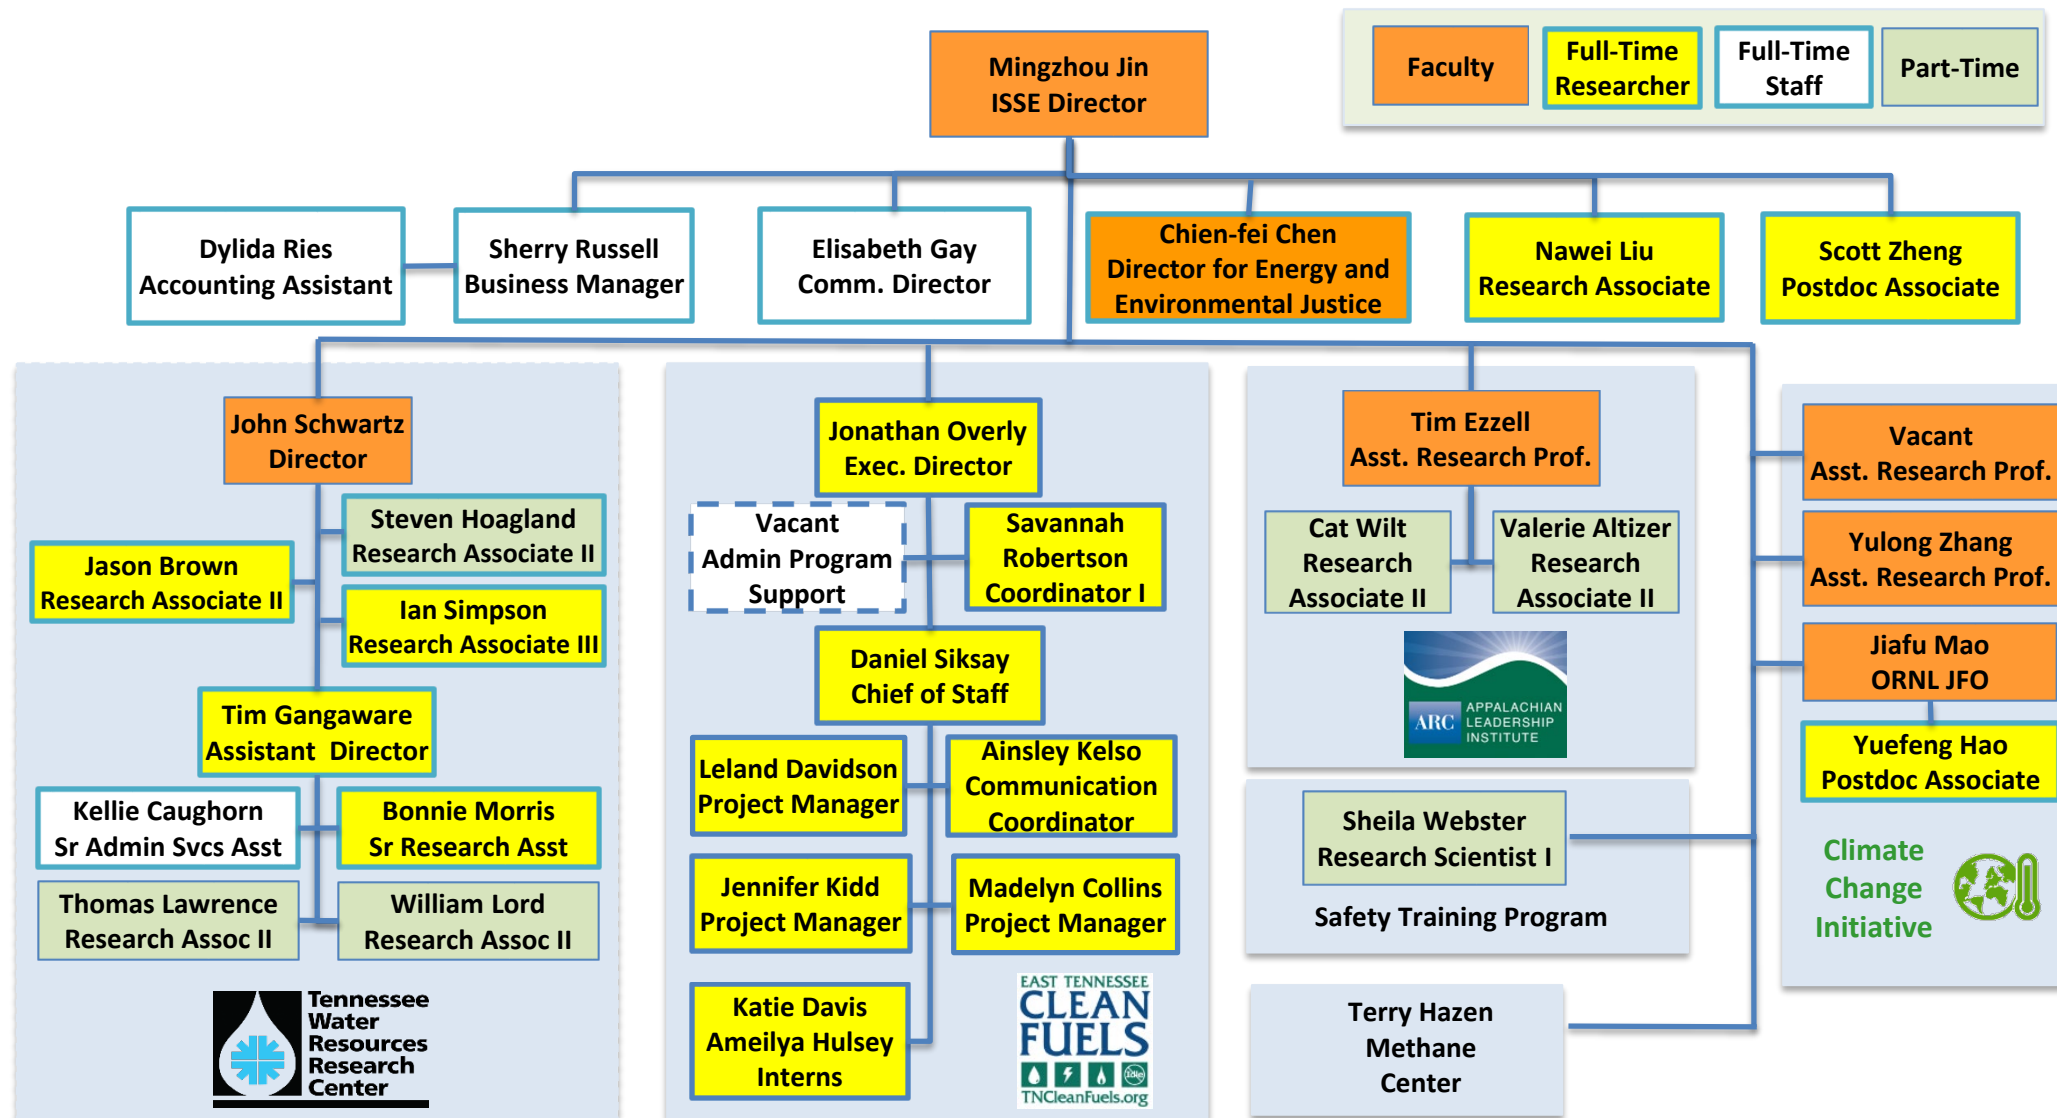 Mingzhou Jin
ISSE Director
Faculty
Full-Time
Researcher
Full-Time
Staff
Part-Time
Dylida Ries
Accounting Assistant
Sherry Russell
Business Manager
Elisabeth Gay
Comm. Director
Chien-fei Chen
Director for Energy and
Environmental Justice
Nawei Liu
Research Associate
Scott Zheng
Postdoc Associate
John Schwartz
Director
Steven Hoagland
Research Associate II
Jason Brown
Research Associate II
Ian Simpson
Research Associate III
Tim Gangaware
Assistant  Director
Kellie Caughorn
Sr Admin Svcs Asst
Bonnie Morris
Sr Research Asst
Thomas Lawrence
Research Assoc II
William Lord
Research Assoc II
Tennessee
Water
Resources
Research
Center
Jonathan Overly
Exec. Director
Vacant
Admin Program
Support
Savannah
Robertson
Coordinator I
Daniel Siksay
Chief of Staff
Leland Davidson
Project Manager
Ainsley Kelso
Communication
Coordinator
Jennifer Kidd
Project Manager
Madelyn Collins
Project Manager
Katie Davis
Ameilya Hulsey
Interns
EAST TENNESSEE
CLEAN
FUELS
Idle
TNCleanFuels.org
Tim Ezzell
Asst. Research Prof.
Cat Wilt
Research
Associate II
Valerie Altizer
Research
Associate II
ARC
APPALACHIAN
LEADERSHIP
INSTITUTE
Sheila Webster
Research Scientist I
Safety Training Program
Terry Hazen
Methane
Center
Vacant
Asst. Research Prof.
Yulong Zhang
Asst. Research Prof.
Jiafu Mao
ORNL JFO
Yuefeng Hao
Postdoc Associate
Climate
Change
Initiative